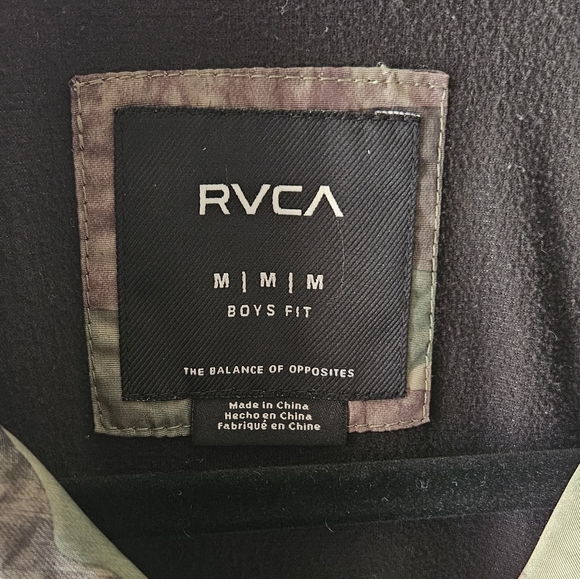 RVCA
M | M | M
BOYS FIT
THE BALANCE OF OPPOSITES
Made in China
Hecho en China
Fabriqué en Chine